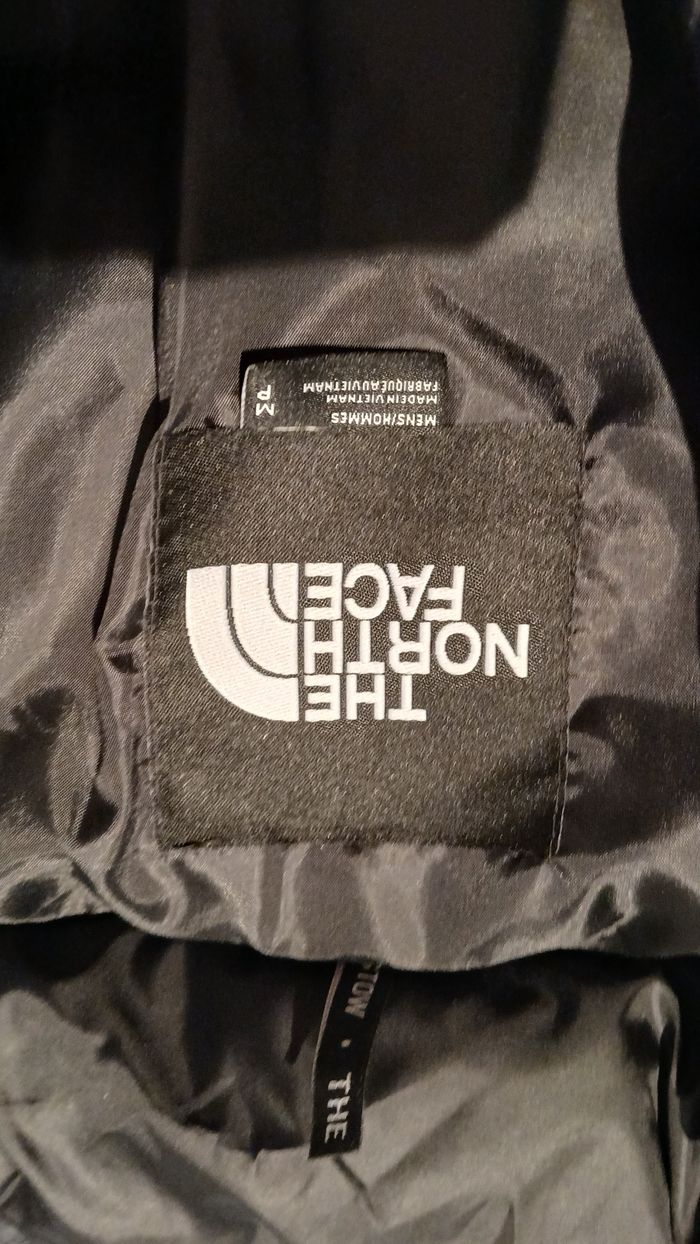 THE
NORTH
FACE
MENS/HOMMES
MADE IN VIETNAM
FABRIQUÉ AU VIETNAM
M
P
THE •